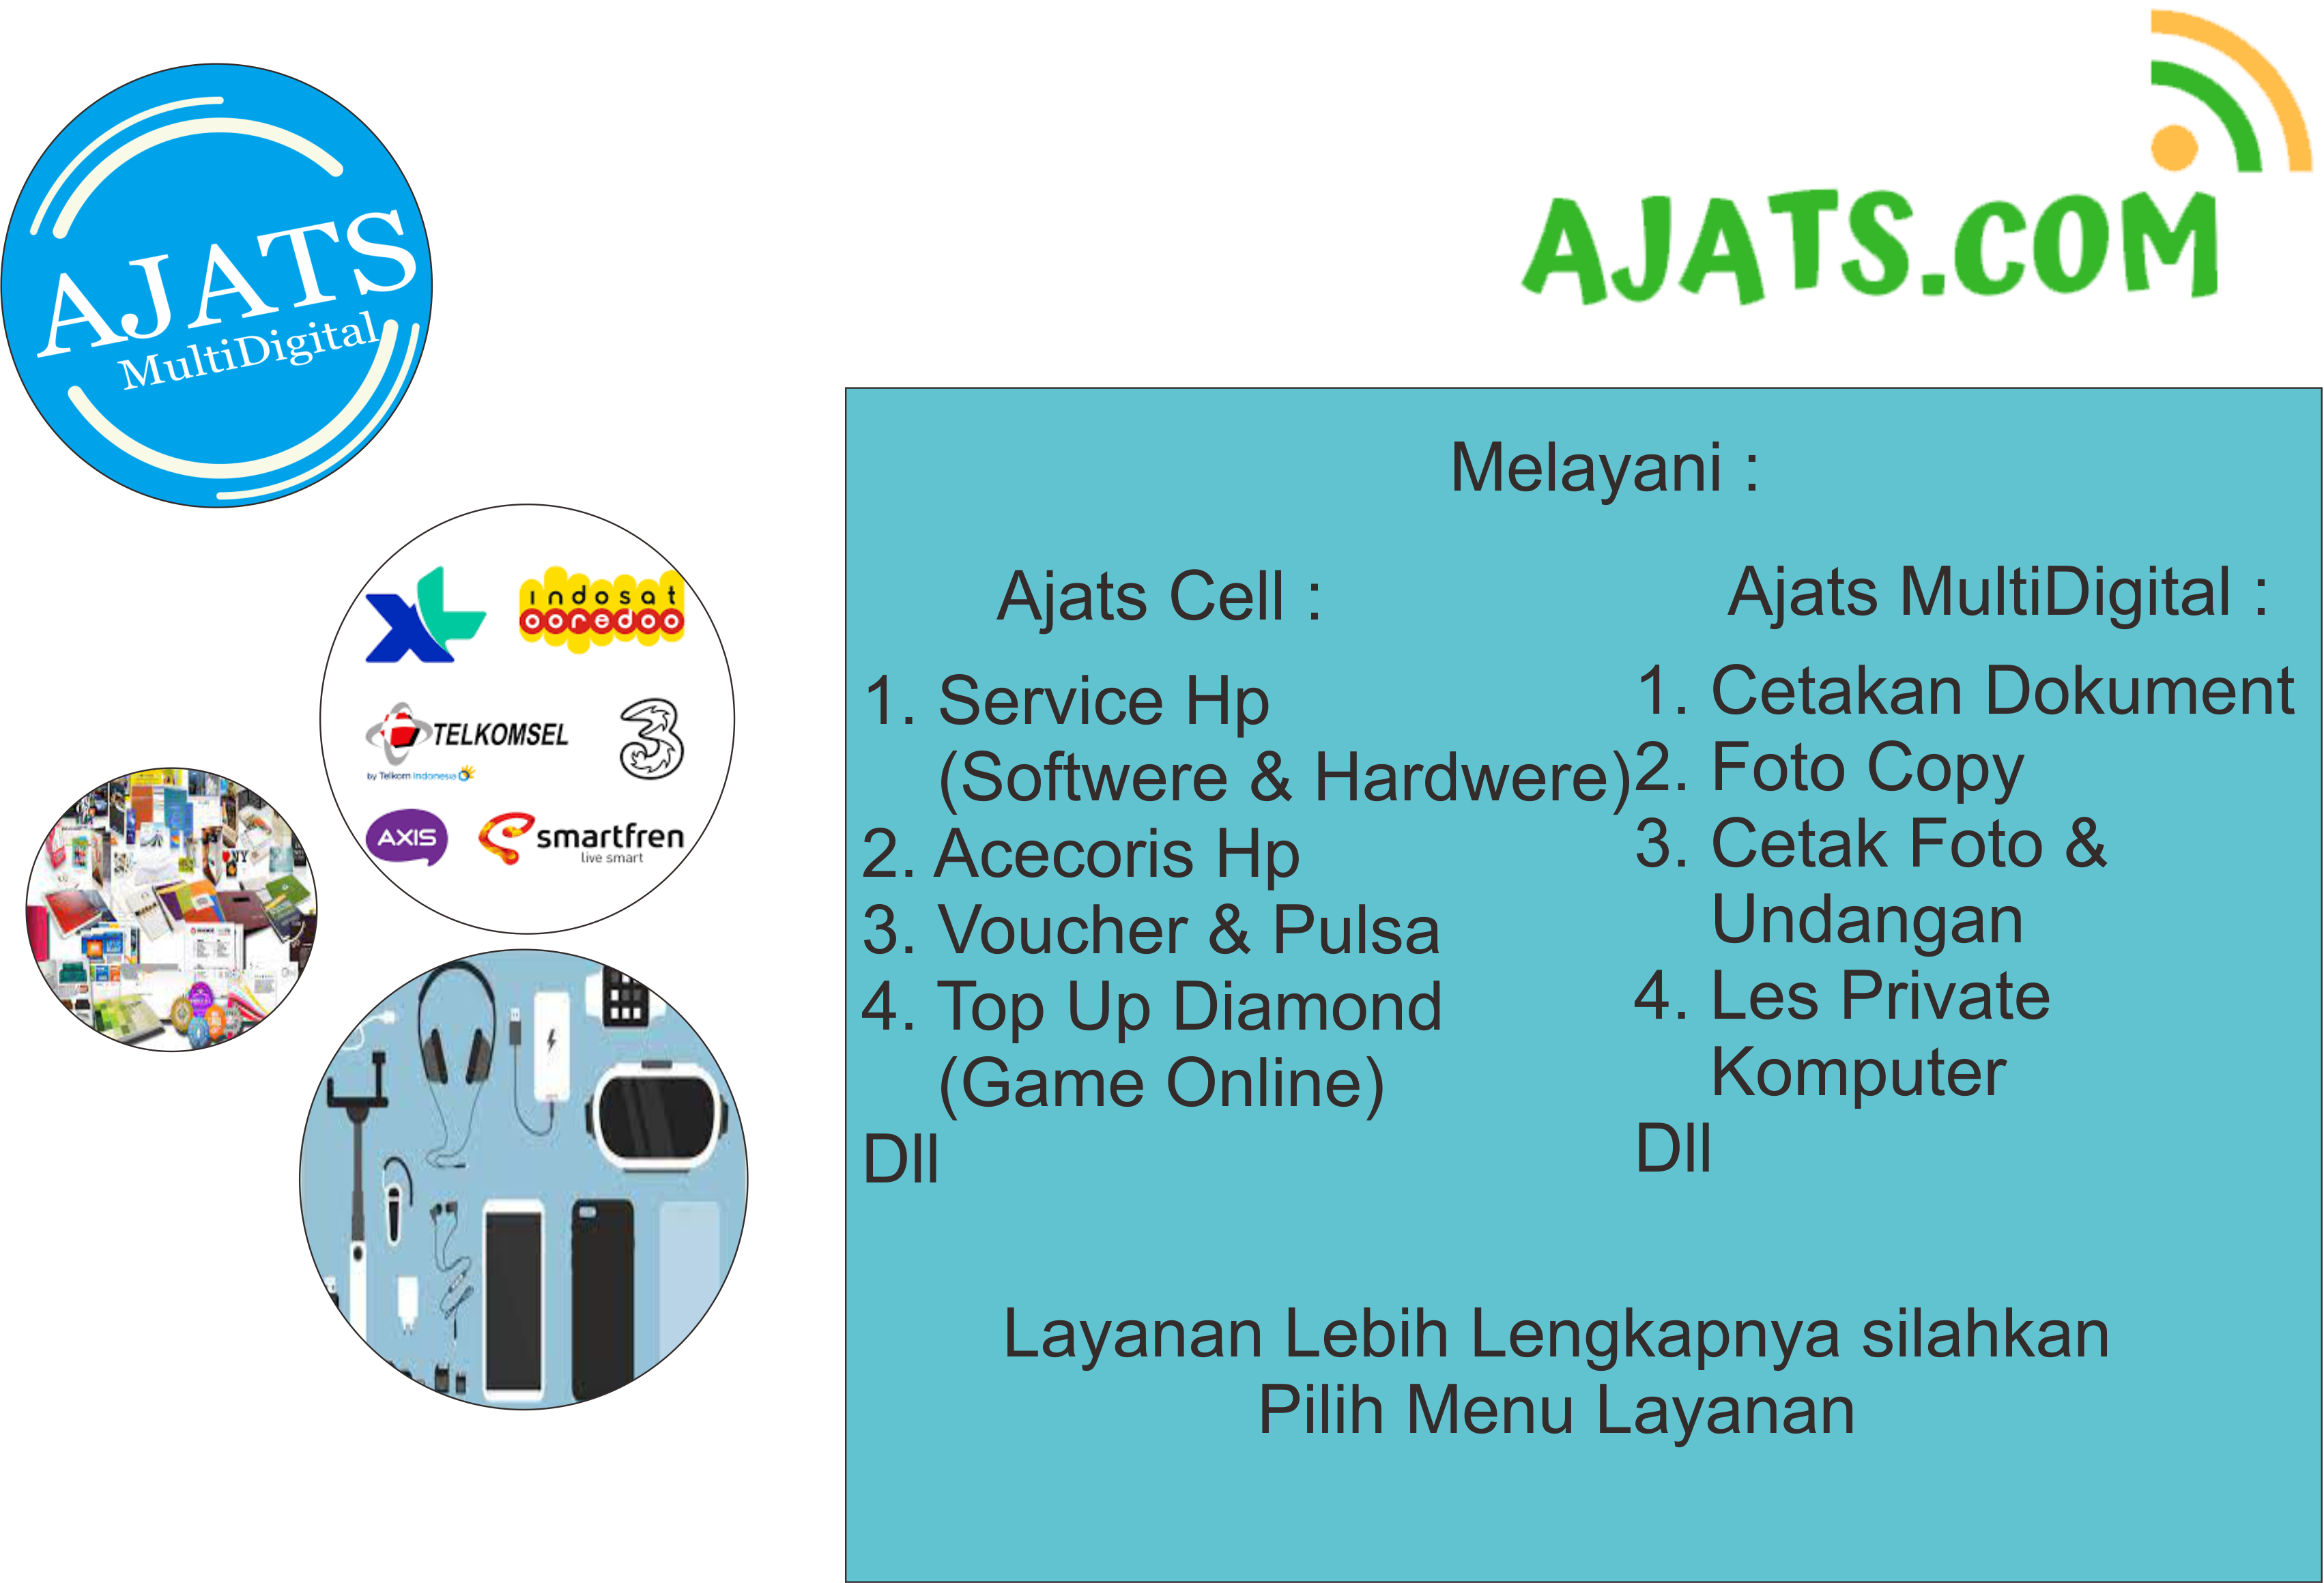 AJATS.COM
AJATS
MultiDigital
XL
indosat
ooredoo
TELKOMSEL
by Telkom Indonesia
3
AXIS
smartfren
live smart
NY
Melayani :
Ajats Cell :
1. Service Hp
(Softwere & Hardwere)
2. Acecoris Hp
3. Voucher & Pulsa
4. Top Up Diamond
(Game Online)
Dll
Ajats MultiDigital :
1. Cetakan Dokument
2. Foto Copy
3. Cetak Foto &
Undangan
4. Les Private
Komputer
Dll
Layanan Lebih Lengkapnya silahkan
Pilih Menu Layanan